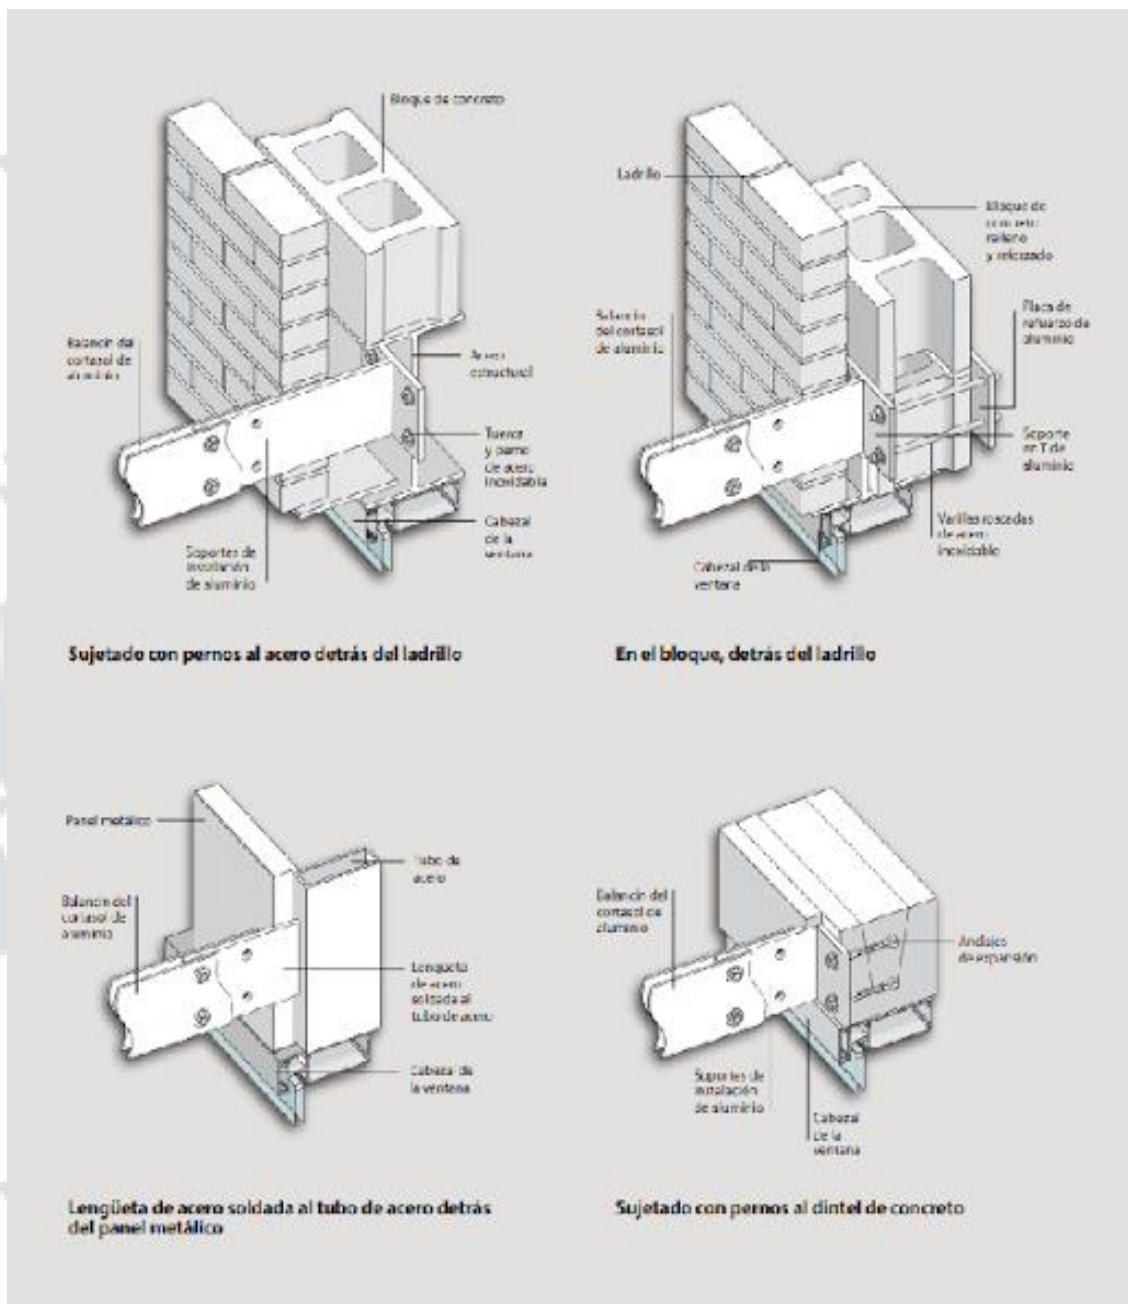 Bloque de concreto
Balancín del
cortasol de
aluminio
Acero
estructural
Tuerca
y perno
de acero
inoxidable
Cabezal
de la
ventana
Soportes de
instalación
de aluminio
Sujetado con pernos al acero detrás del ladrillo
Ladrillo
Bloque de
concreto
relleno
y reforzado
Balancín
del cortasol
de aluminio
Placa de
refuerzo de
aluminio
Soporte
en T de
aluminio
Varillas roscadas
de acero
inoxidable
Cabezal de la
ventana
En el bloque, detrás del ladrillo
Panel metálico
Tubo de
acero
Balancín del
cortasol de
aluminio
Lengüeta
de acero
soldada al
tubo de acero
Cabezal de
la ventana
Lengüeta de acero soldada al tubo de acero detrás
del panel metálico
Balancín del
cortasol de
aluminio
Anclajes
de expansión
Soportes de
instalación
de aluminio
Cabezal
de la
ventana
Sujetado con pernos al dintel de concreto